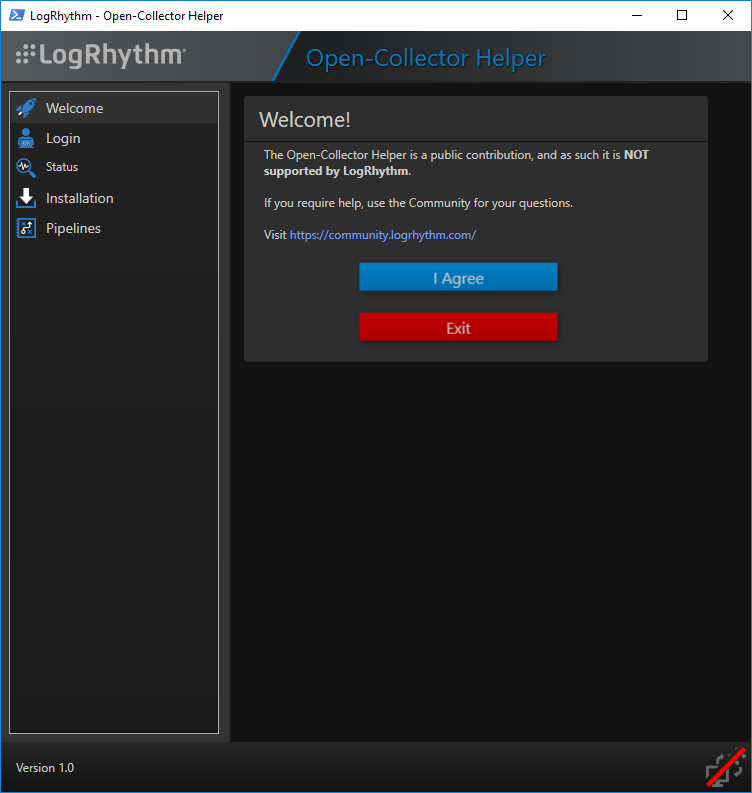 LogRhythm - Open-Collector Helper
LogRhythm®
Open-Collector Helper
Welcome
Login
Status
Installation
Pipelines
Welcome!
The Open-Collector Helper is a public contribution, and as such it is NOT
supported by LogRhythm.
If you require help, use the Community for your questions.
Visit https://community.logrhythm.com/
I Agree
Exit
Version 1.0